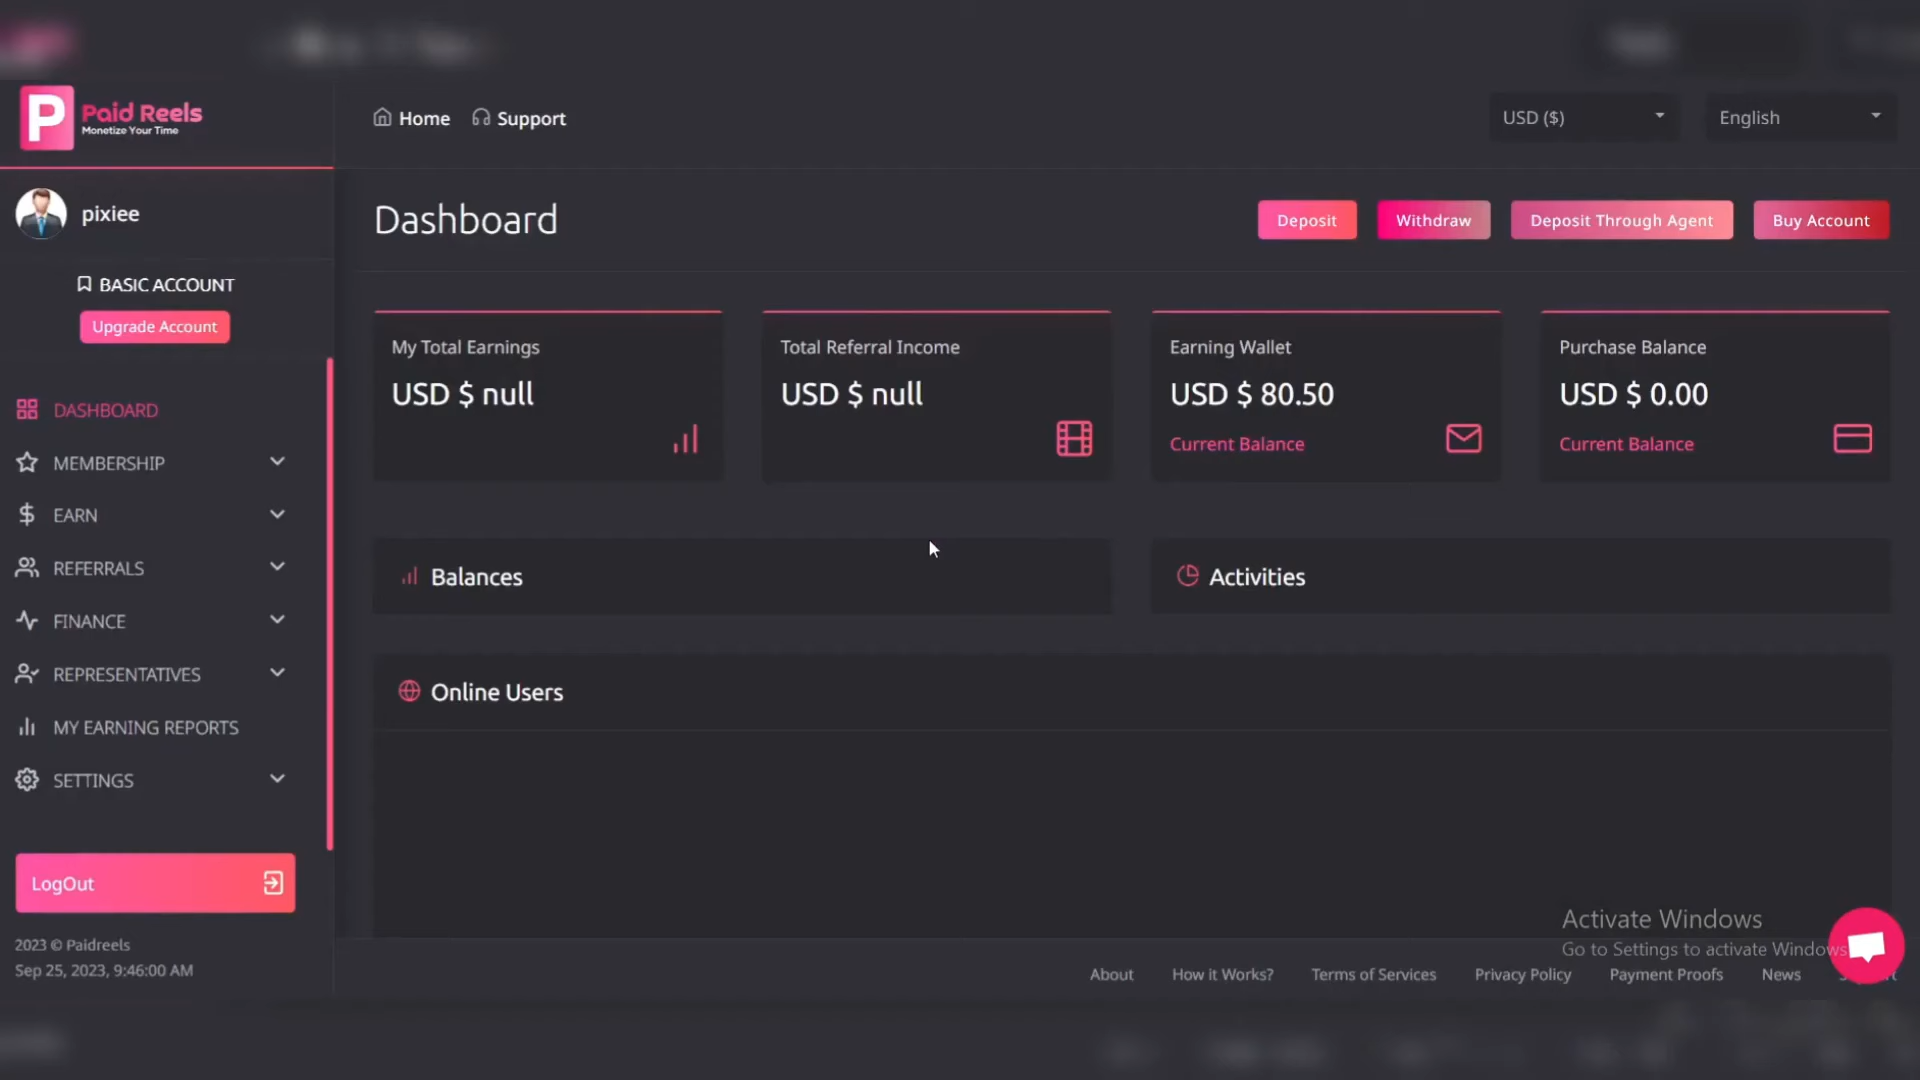 P Paid Reels
Monetize Your Time
Home Support
USD ($)
English
pixiee
BASIC ACCOUNT
Upgrade Account
DASHBOARD
MEMBERSHIP
EARN
REFERRALS
FINANCE
REPRESENTATIVES
MY EARNING REPORTS
SETTINGS
LogOut
2023 © Paidreels
Sep 25, 2023, 9:46:00 AM
Dashboard
Deposit
Withdraw
Deposit Through Agent
Buy Account
My Total Earnings
USD $ null
Total Referral Income
USD $ null
Earning Wallet
USD $ 80.50
Current Balance
Purchase Balance
USD $ 0.00
Current Balance
Balances
Activities
Online Users
Activate Windows
Go to Settings to activate Windows
About How it Works? Terms of Services Privacy Policy Payment Proofs News